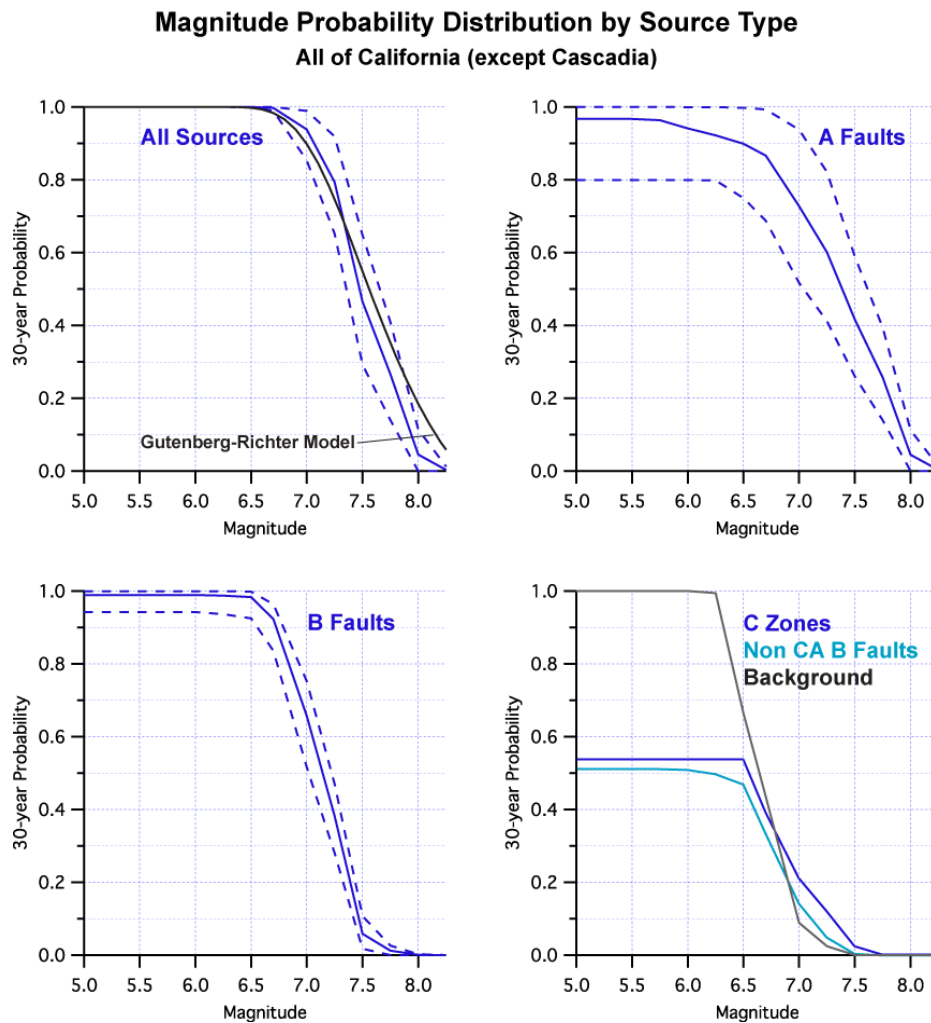 Magnitude Probability Distribution by Source Type
All of California (except Cascadia)
1.0
0.8
0.6
0.4
0.2
0.0
30-year Probability
All Sources
Gutenberg-Richter Model
5.0 5.5 6.0 6.5 7.0 7.5 8.0
Magnitude
1.0
0.8
0.6
0.4
0.2
0.0
30-year Probability
A Faults
5.0 5.5 6.0 6.5 7.0 7.5 8.0
Magnitude
1.0
0.8
0.6
0.4
0.2
0.0
30-year Probability
B Faults
5.0 5.5 6.0 6.5 7.0 7.5 8.0
Magnitude
1.0
0.8
0.6
0.4
0.2
0.0
30-year Probability
C Zones
Non CA B Faults
Background
5.0 5.5 6.0 6.5 7.0 7.5 8.0
Magnitude